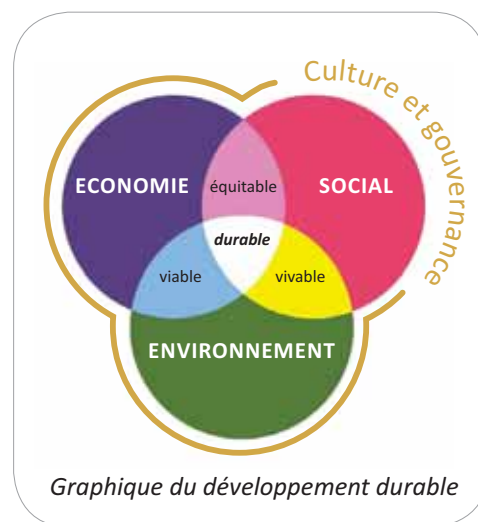 Culture et gouvernance
ECONOMIE
équitable
SOCIAL
durable
viable
vivable
ENVIRONNEMENT
Graphique du développement durable